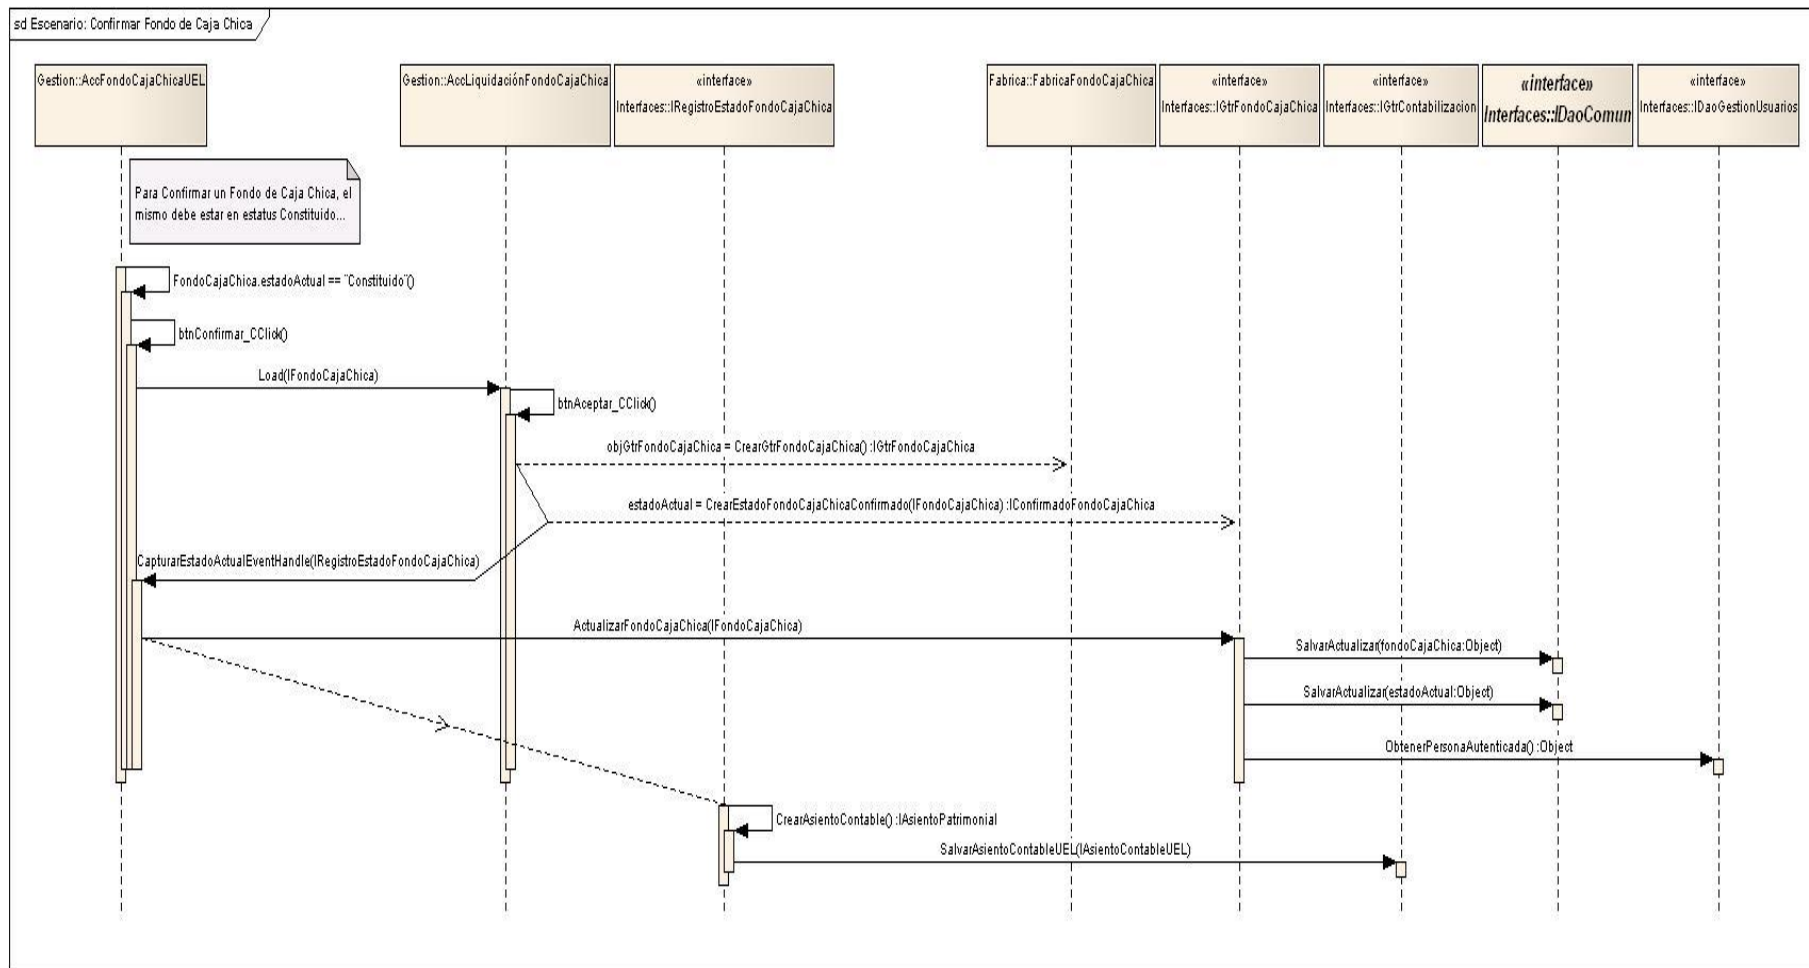 sd Escenario: Confirmar Fondo de Caja Chica
Gestion::AccFondoCajaChicaUEL
Gestion::AccLiquidaciónFondoCajaChica
«interface»
Interfaces::IRegistroEstadoFondoCajaChica
Fabrica::FabricaFondoCajaChica
«interface»
Interfaces::IGtrFondoCajaChica
«interface»
Interfaces::IGtrContabilizacion
«interface»
Interfaces::IDaoComun
«interface»
Interfaces::IDaoGestionUsuarios
Para Confirmar un Fondo de Caja Chica, el
mismo debe estar en estatus Constituido...
FondoCajaChica.estadoActual == ¨Constituido¨()
btnConfirmar_CClick()
Load(IFondoCajaChica)
btnAceptar_CClick()
objGtrFondoCajaChica = CrearGtrFondoCajaChica() :IGtrFondoCajaChica
estadoActual = CrearEstadoFondoCajaChicaConfirmado(IFondoCajaChica) :IConfirmadoFondoCajaChica
CapturarEstadoActualEventHandle(IRegistroEstadoFondoCajaChica)
ActualizarFondoCajaChica(IFondoCajaChica)
SalvarActualizar(fondoCajaChica:Object)
SalvarActualizar(estadoActual:Object)
ObtenerPersonaAutenticada() :Object
CrearAsientoContable() :IAsientoPatrimonial
SalvarAsientoContableUEL(IAsientoContableUEL)